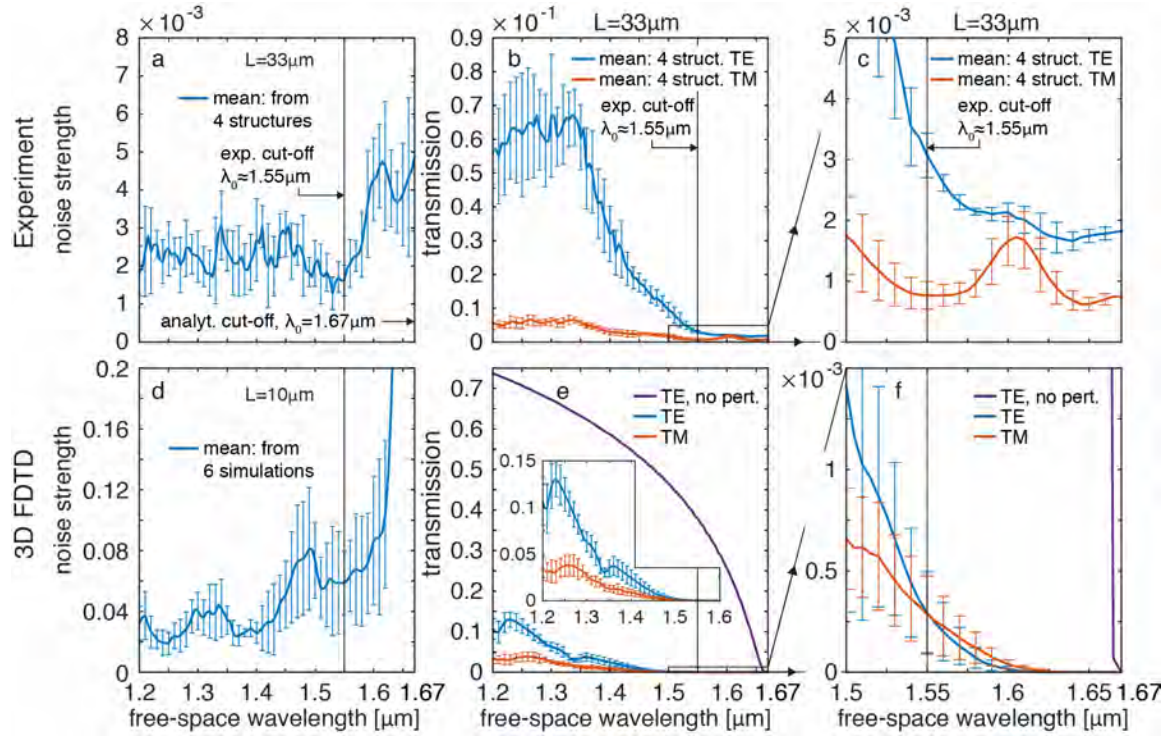 × 10⁻³
8
7
6
5
4
3
2
1
0
a
L=33μm
mean: from
4 structures
exp. cut-off
λ₀≈1.55μm
analyt. cut-off, λ₀=1.67μm
Experiment
noise strength
× 10⁻¹
L=33μm
0.9
0.8
0.7
0.6
0.5
0.4
0.3
0.2
0.1
0
b
mean: 4 struct. TE
mean: 4 struct. TM
exp. cut-off
λ₀≈1.55μm
transmission
× 10⁻³
L=33μm
5
4
3
2
1
0
c
mean: 4 struct. TE
mean: 4 struct. TM
exp. cut-off
λ₀≈1.55μm
0.2
0.16
0.12
0.08
0.04
0
d
L=10μm
mean: from
6 simulations
3D FDTD
noise strength
1.2
1.3
1.4
1.5
1.6
1.67
free-space wavelength [μm]
0.7
0.6
0.5
0.4
0.3
0.2
0.1
0
e
TE, no pert.
TE
TM
0.15
0.1
0.05
0
1.2
1.3
1.4
1.5
1.6
transmission
1.2
1.3
1.4
1.5
1.6
1.67
free-space wavelength [μm]
×10⁻³
1
0.5
0
f
TE, no pert.
TE
TM
1.5
1.55
1.6
1.65
1.67
free-space wavelength [μm]